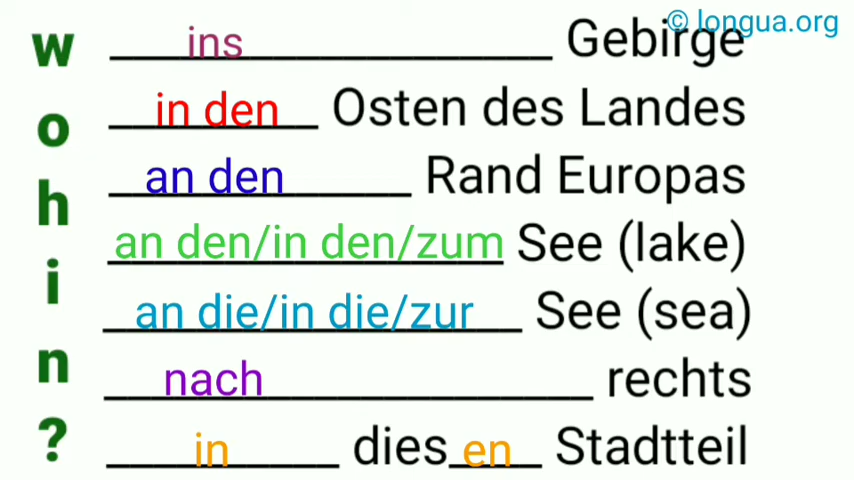 © longua.org
wohin?
ins Gebirge
in den Osten des Landes
an den Rand Europas
an den/in den/zum See (lake)
an die/in die/zur See (sea)
nach rechts
in diesen Stadtteil